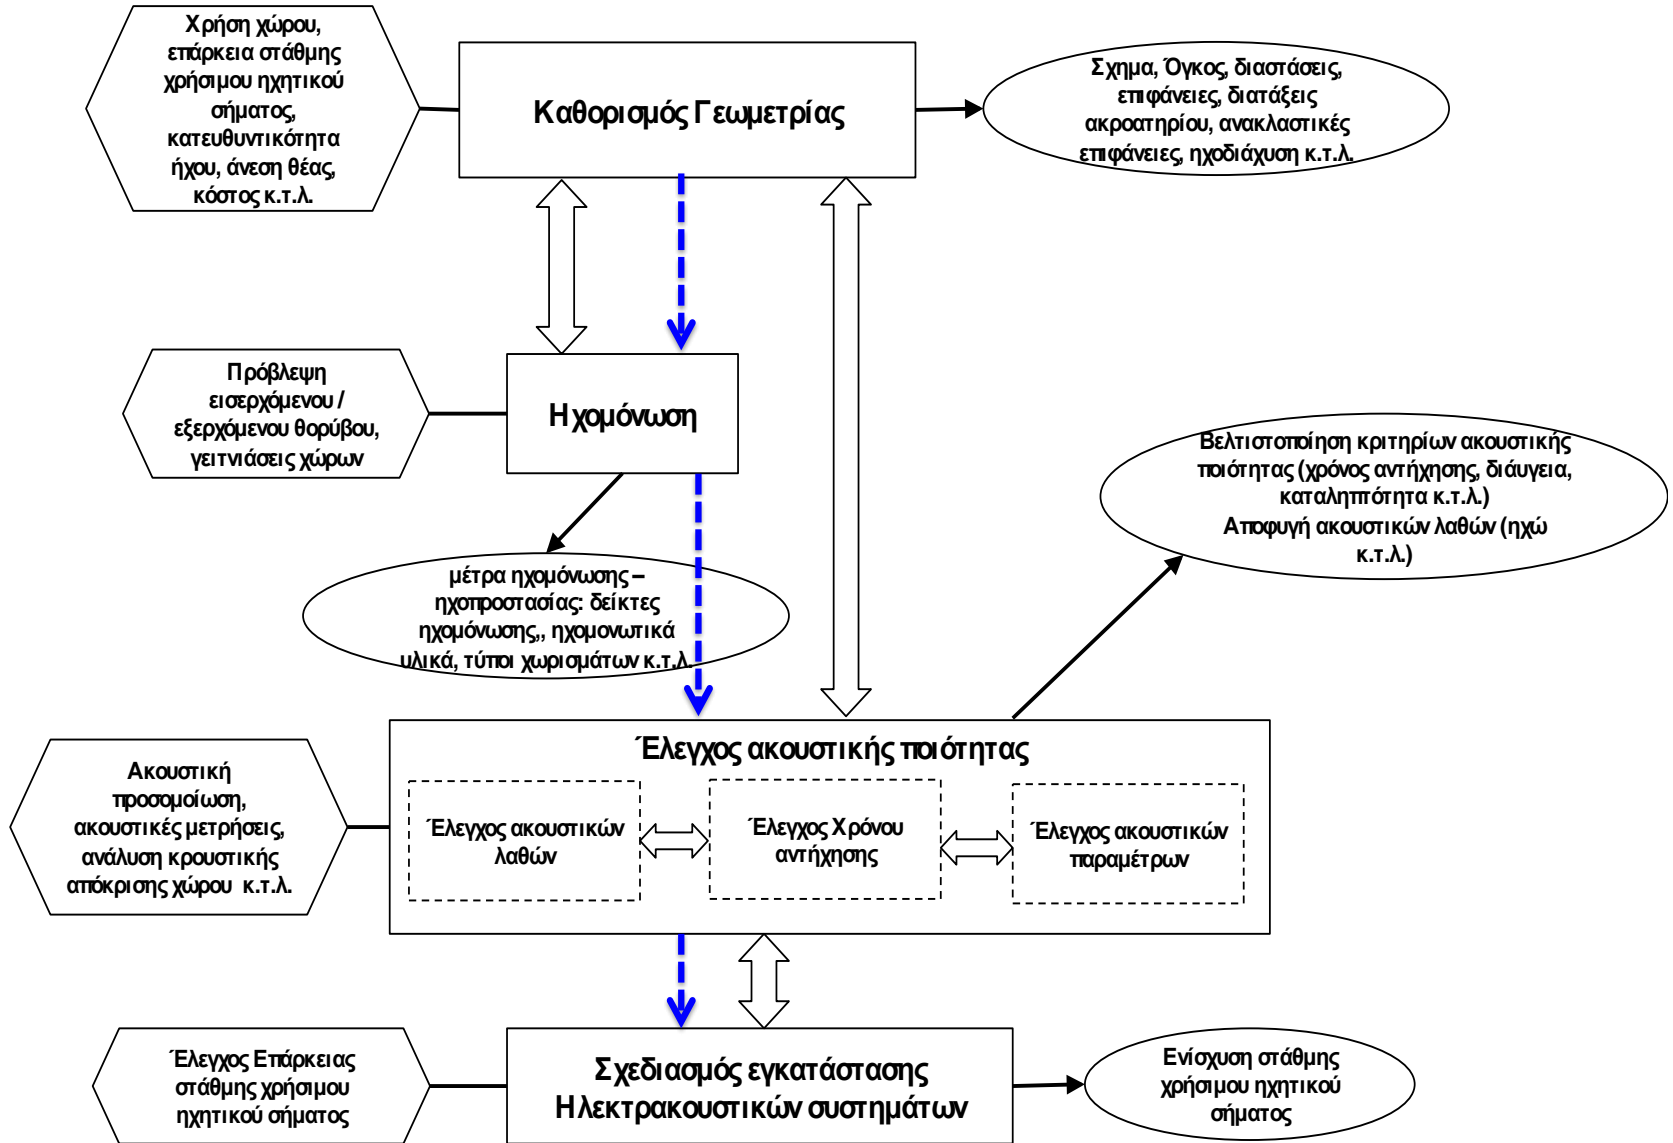 Χρήση χώρου,
επάρκεια στάθμης
χρήσιμου ηχητικού
σήματος,
κατευθυντικότητα
ήχου, άνεση θέας,
κόστος κ.τ.λ.
Καθορισμός Γεωμετρίας
Σχημα, Όγκος, διαστάσεις,
επιφάνειες, διατάξεις
ακροατηρίου, ανακλαστικές
επιφάνειες, ηχοδιάχυση κ.τ.λ.
Πρόβλεψη
εισερχόμενου /
εξερχόμενου θορύβου,
γειτνιάσεις χώρων
Ηχομόνωση
Βελτιστοποίηση κριτηρίων ακουστικής
ποιότητας (χρόνος αντήχησης, διάυγεια,
καταληπτότητα κ.τ.λ.)
Αποφυγή ακουστικών λαθών (ηχώ
κ.τ.λ.)
μέτρα ηχομόνωσης –
ηχοπροστασίας: δείκτες
ηχομόνωσης,, ηχομονωτικά
υλικά, τύποι χωρισμάτων κ.τ.λ.
Έλεγχος ακουστικής ποιότητας
Ακουστική
προσομοίωση,
ακουστικές μετρήσεις,
ανάλυση κρουστικής
απόκρισης χώρου κ.τ.λ.
Έλεγχος ακουστικών
λαθών
Έλεγχος Χρόνου
αντήχησης
Έλεγχος ακουστικών
παραμέτρων
Έλεγχος Επάρκειας
στάθμης χρήσιμου
ηχητικού σήματος
Σχεδιασμός εγκατάστασης
Ηλεκτρακουστικών συστημάτων
Ενίσχυση στάθμης
χρήσιμου ηχητικού
σήματος